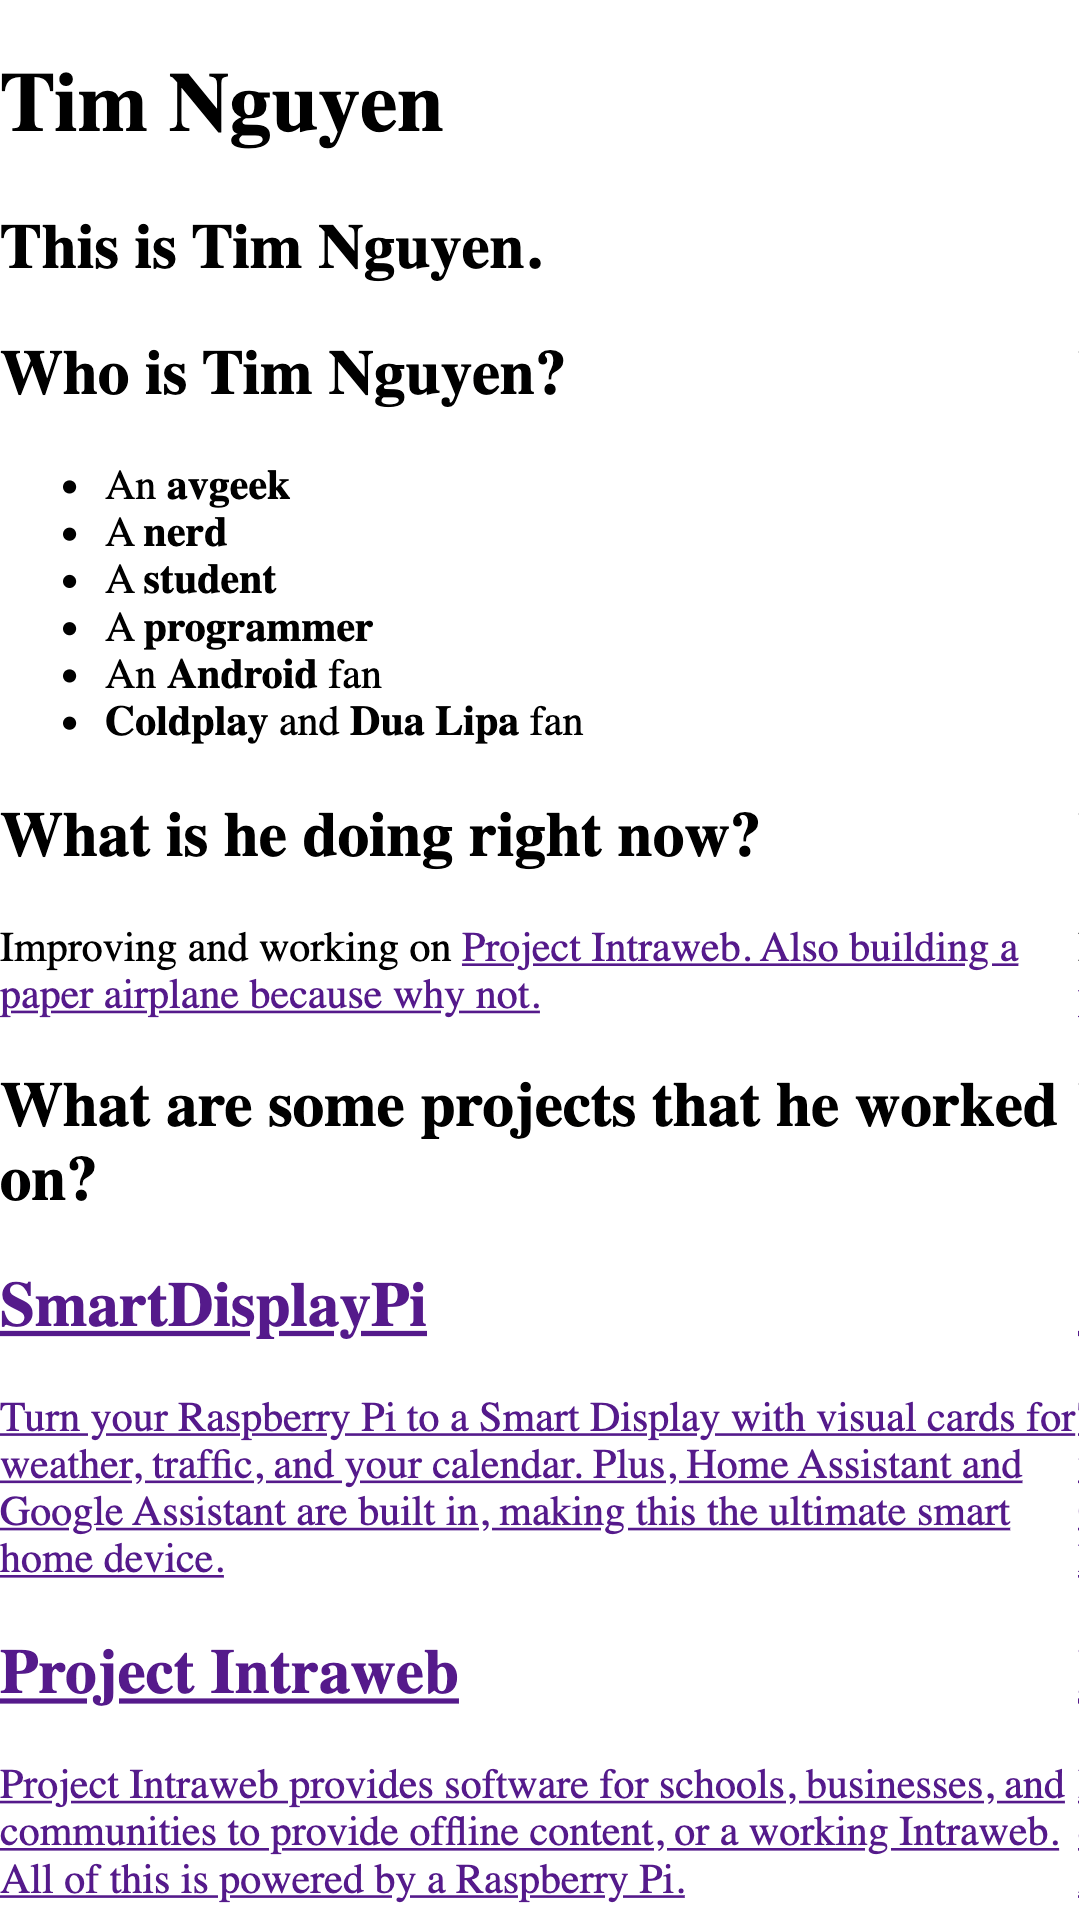 Tim Nguyen
This is Tim Nguyen.
Who is Tim Nguyen?
• An avgeek
• A nerd
• A student
• A programmer
• An Android fan
• Coldplay and Dua Lipa fan
What is he doing right now?
Improving and working on Project Intraweb. Also building a
paper airplane because why not.
What are some projects that he worked
on?
SmartDisplayPi
Turn your Raspberry Pi to a Smart Display with visual cards for
weather, traffic, and your calendar. Plus, Home Assistant and
Google Assistant are built in, making this the ultimate smart
home device.
Project Intraweb
Project Intraweb provides software for schools, businesses, and
communities to provide offline content, or a working Intraweb.
All of this is powered by a Raspberry Pi.